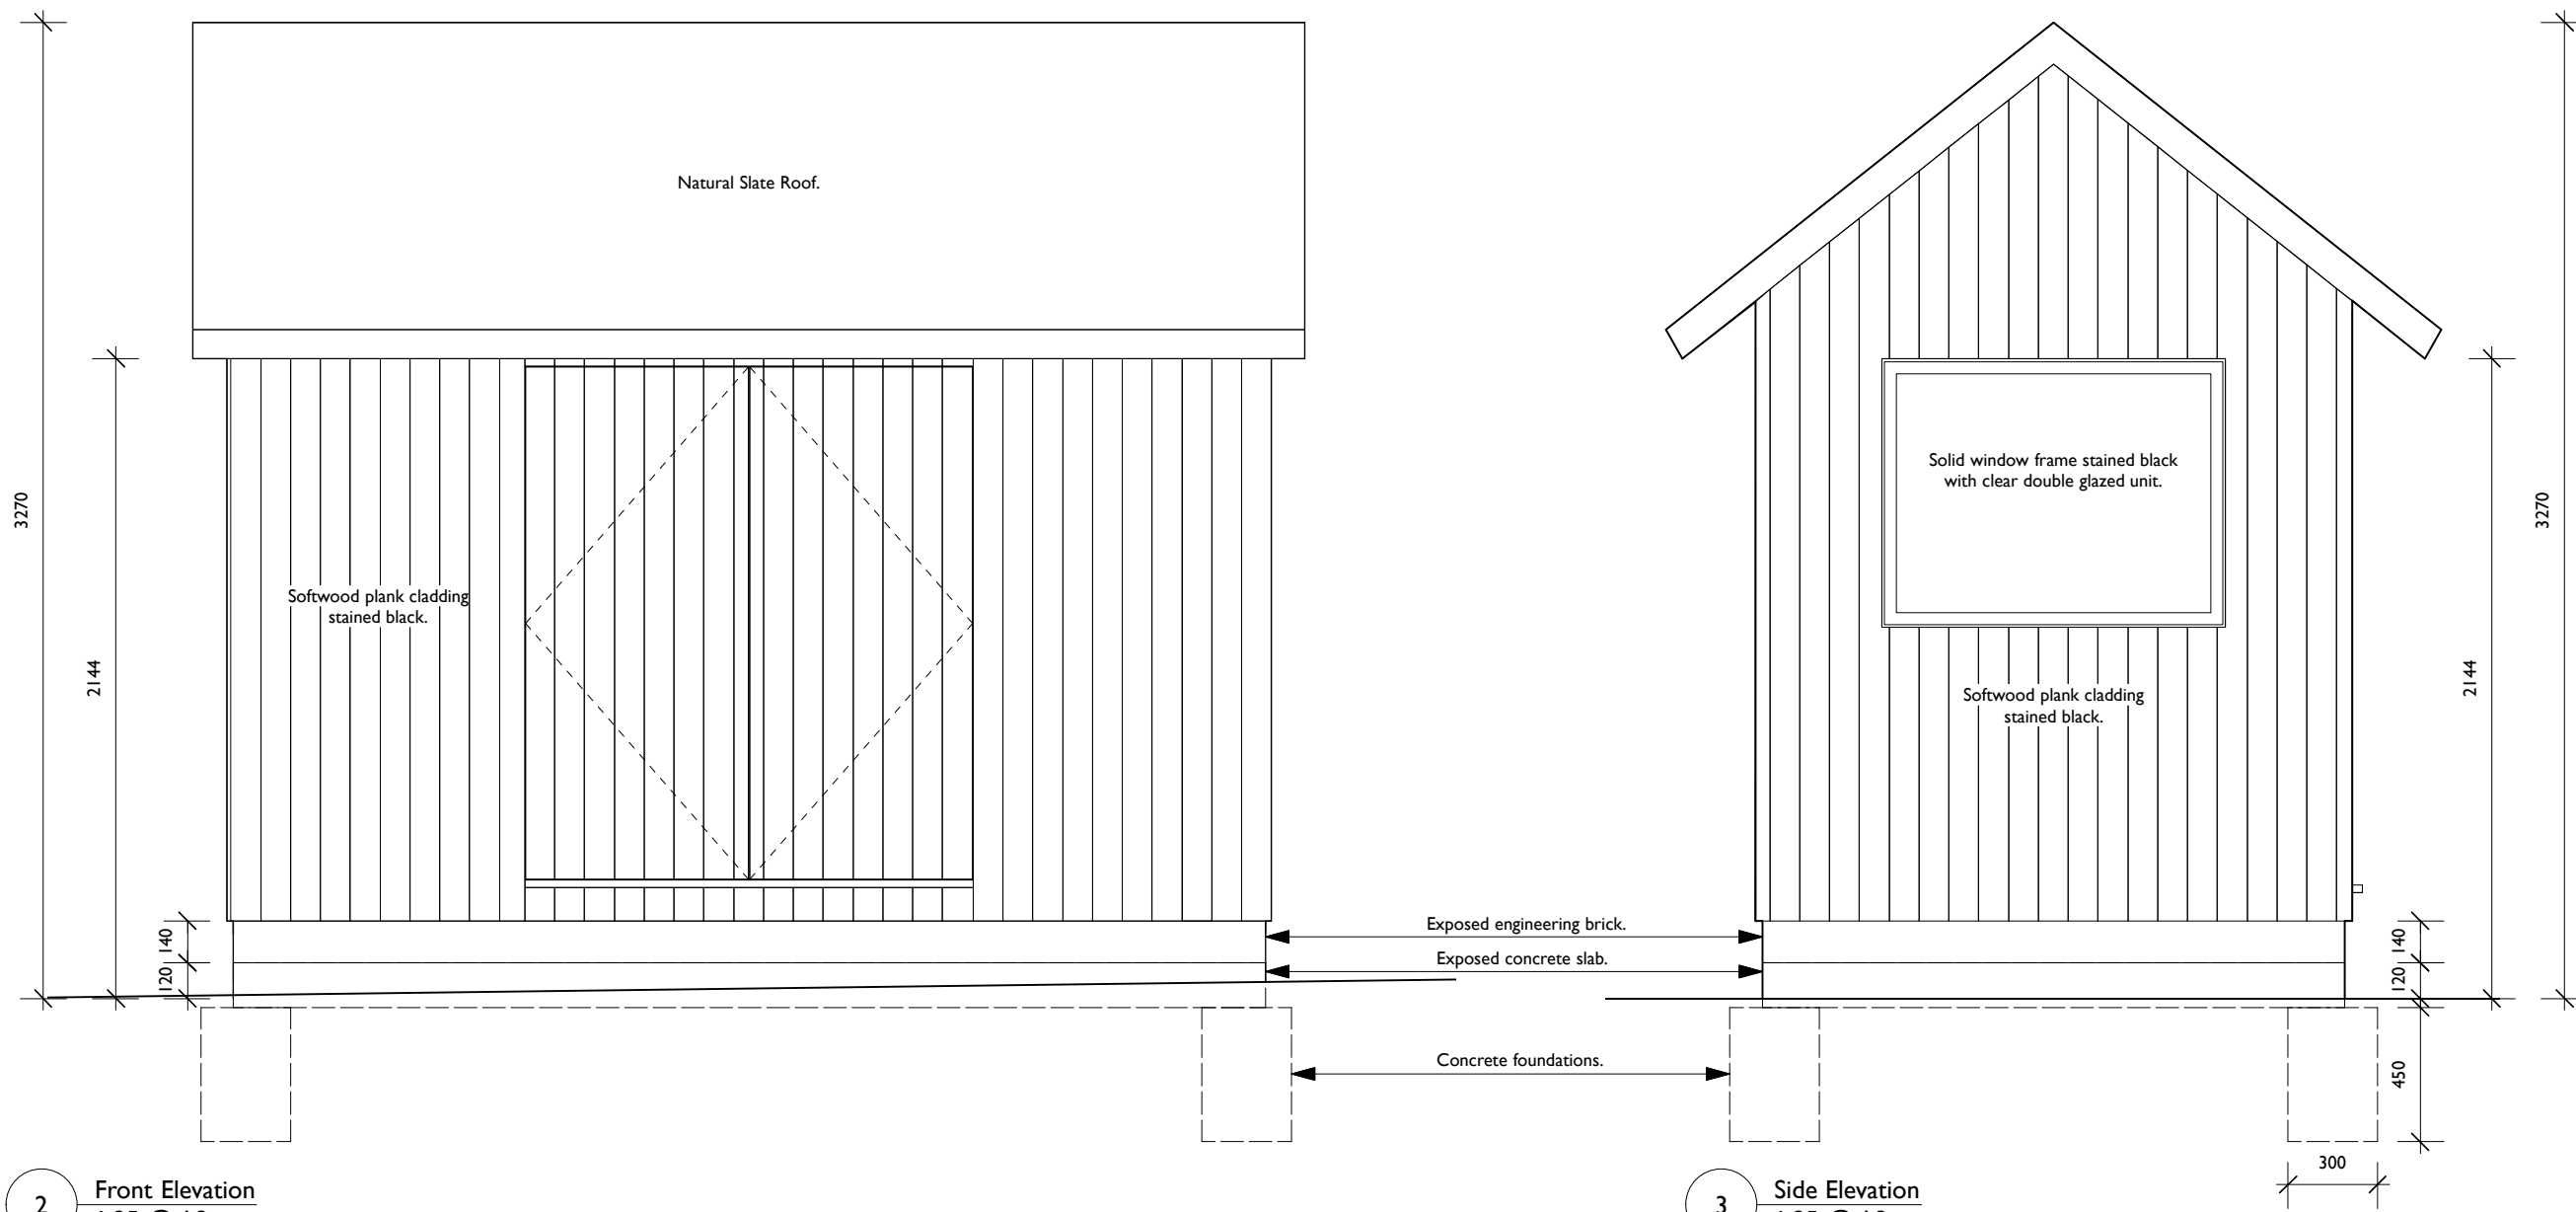 Natural Slate Roof.
3270
2144
Softwood plank cladding
stained black.
140
120
Exposed engineering brick.
Exposed concrete slab.
Concrete foundations.
Solid window frame stained black
with clear double glazed unit.
Softwood plank cladding
stained black.
3270
2144
140
120
450
300
2
Front Elevation
3
Side Elevation